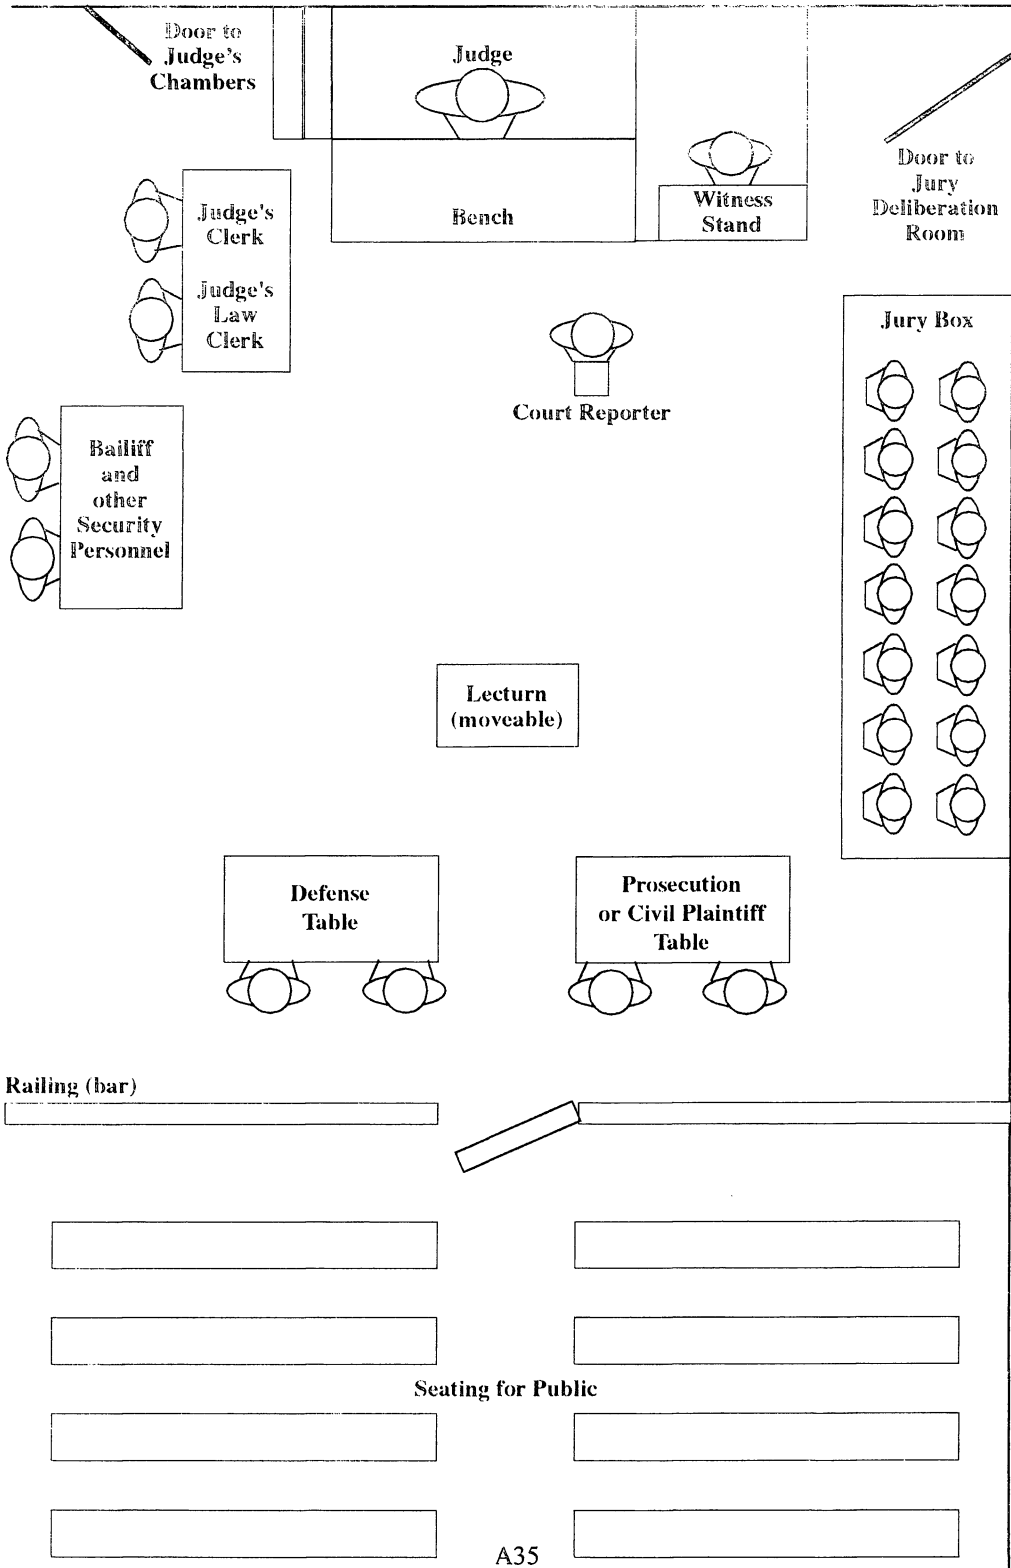 Door to
Judge's
Chambers
Judge
Bench
Witness
Stand
Door to
Jury
Deliberation
Room
Judge's
Clerk
Judge's
Law
Clerk
Jury Box
Court Reporter
Bailiff
and
other
Security
Personnel
Lecturn
(moveable)
Defense
Table
Prosecution
or Civil Plaintiff
Table
Railing (bar)
Seating for Public
A35